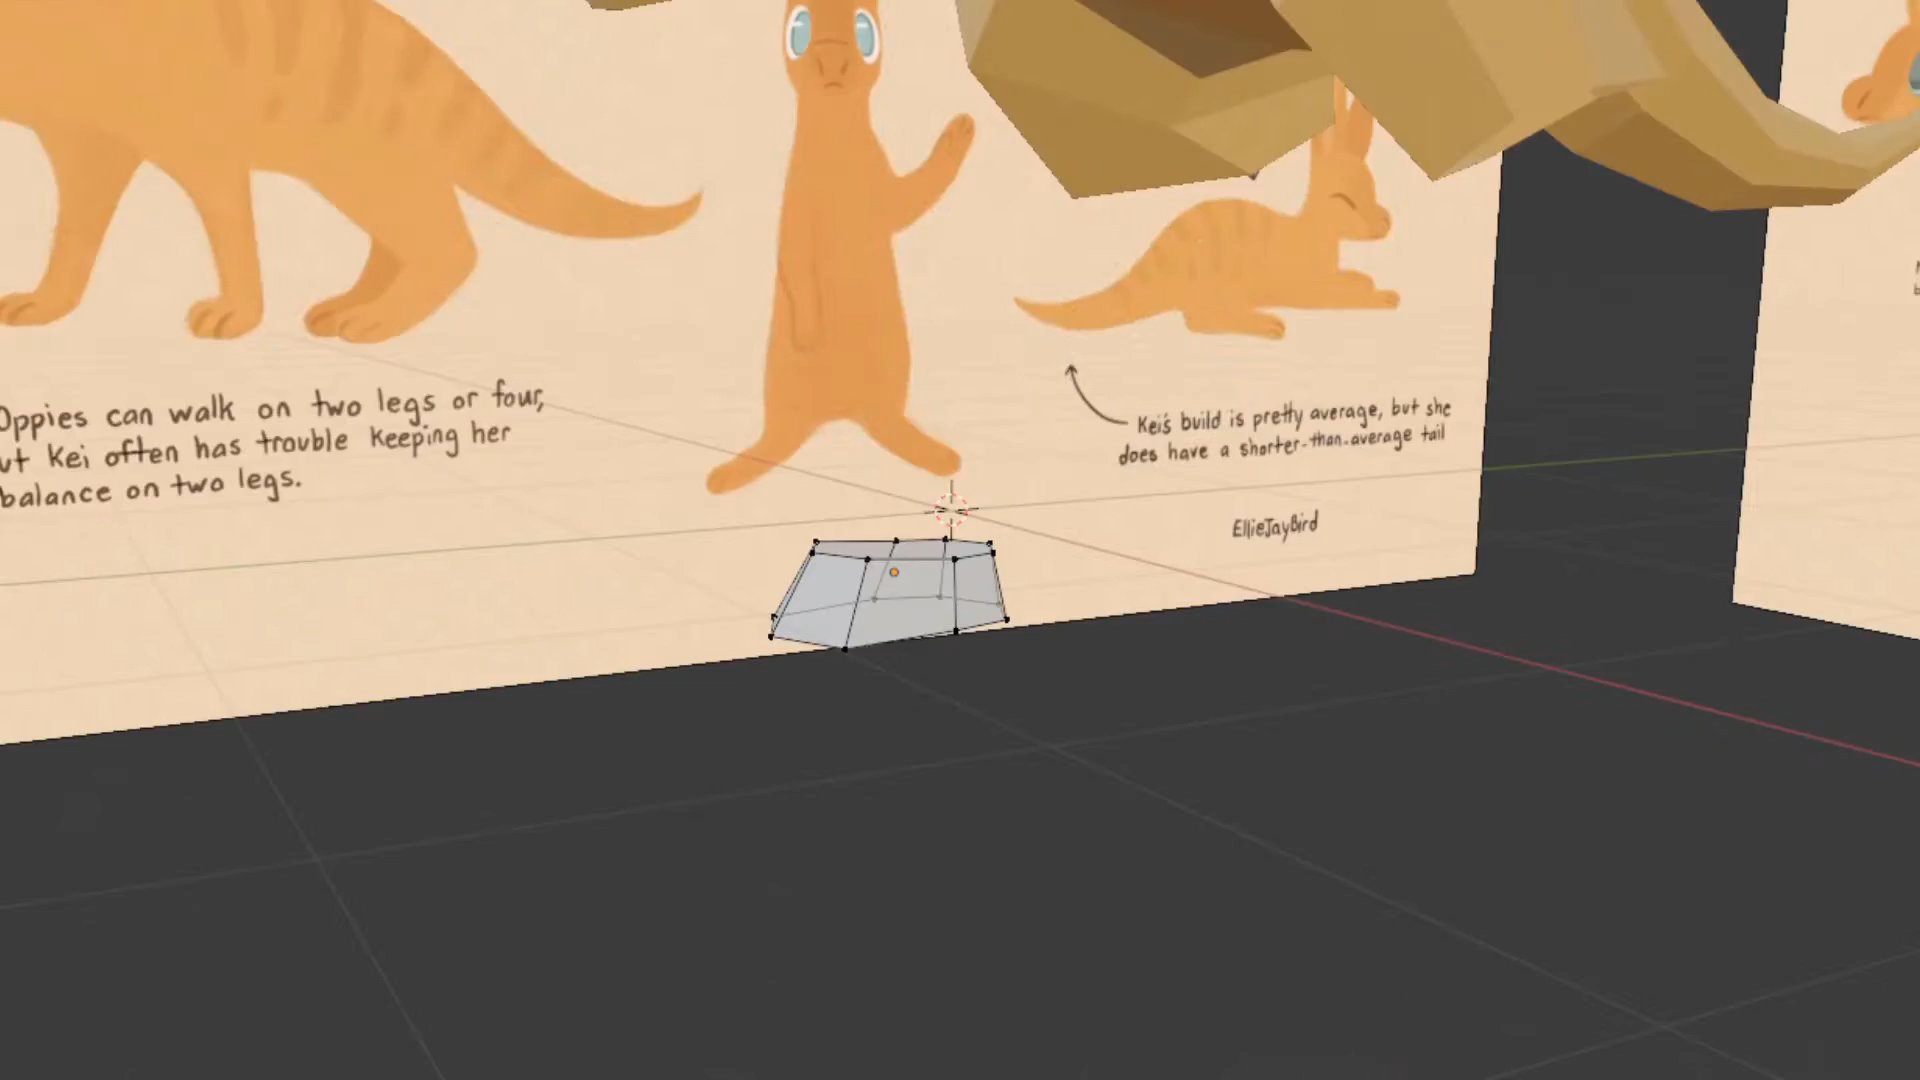 Oppies can walk on two legs or four,
ut Kei often has trouble keeping her
balance on two legs.
Kei's build is pretty average, but she
does have a shorter-than-average tail
EllieJayBird